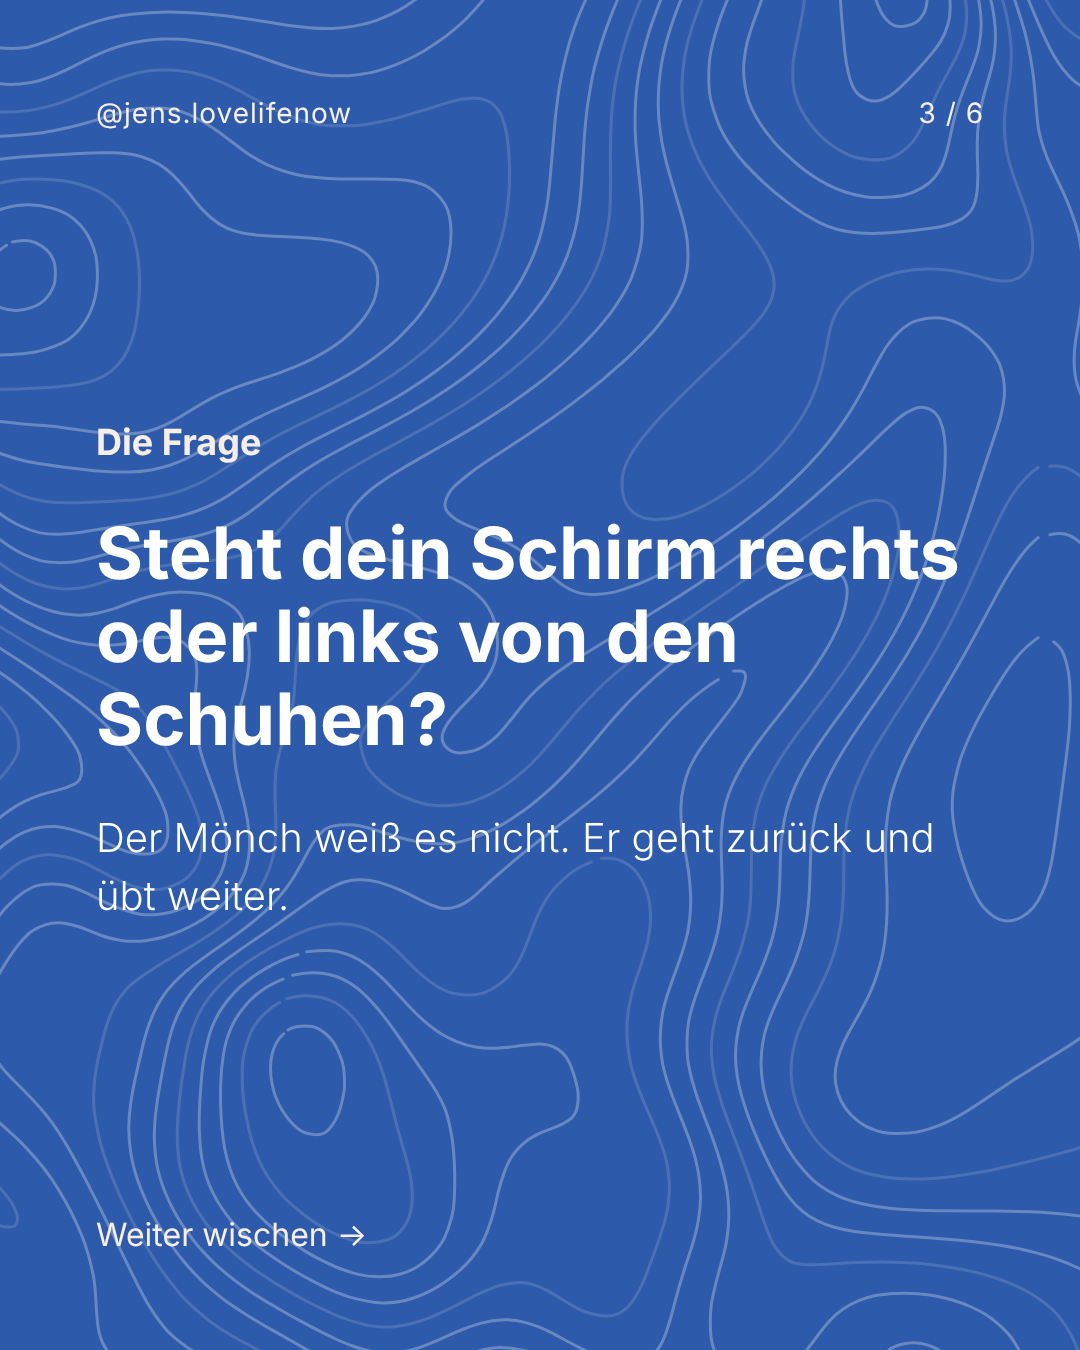 @jens.lovelifenow
3 / 6
Die Frage
Steht dein Schirm rechts
oder links von den
Schuhen?
Der Mönch weiß es nicht. Er geht zurück und
übt weiter.
Weiter wischen →